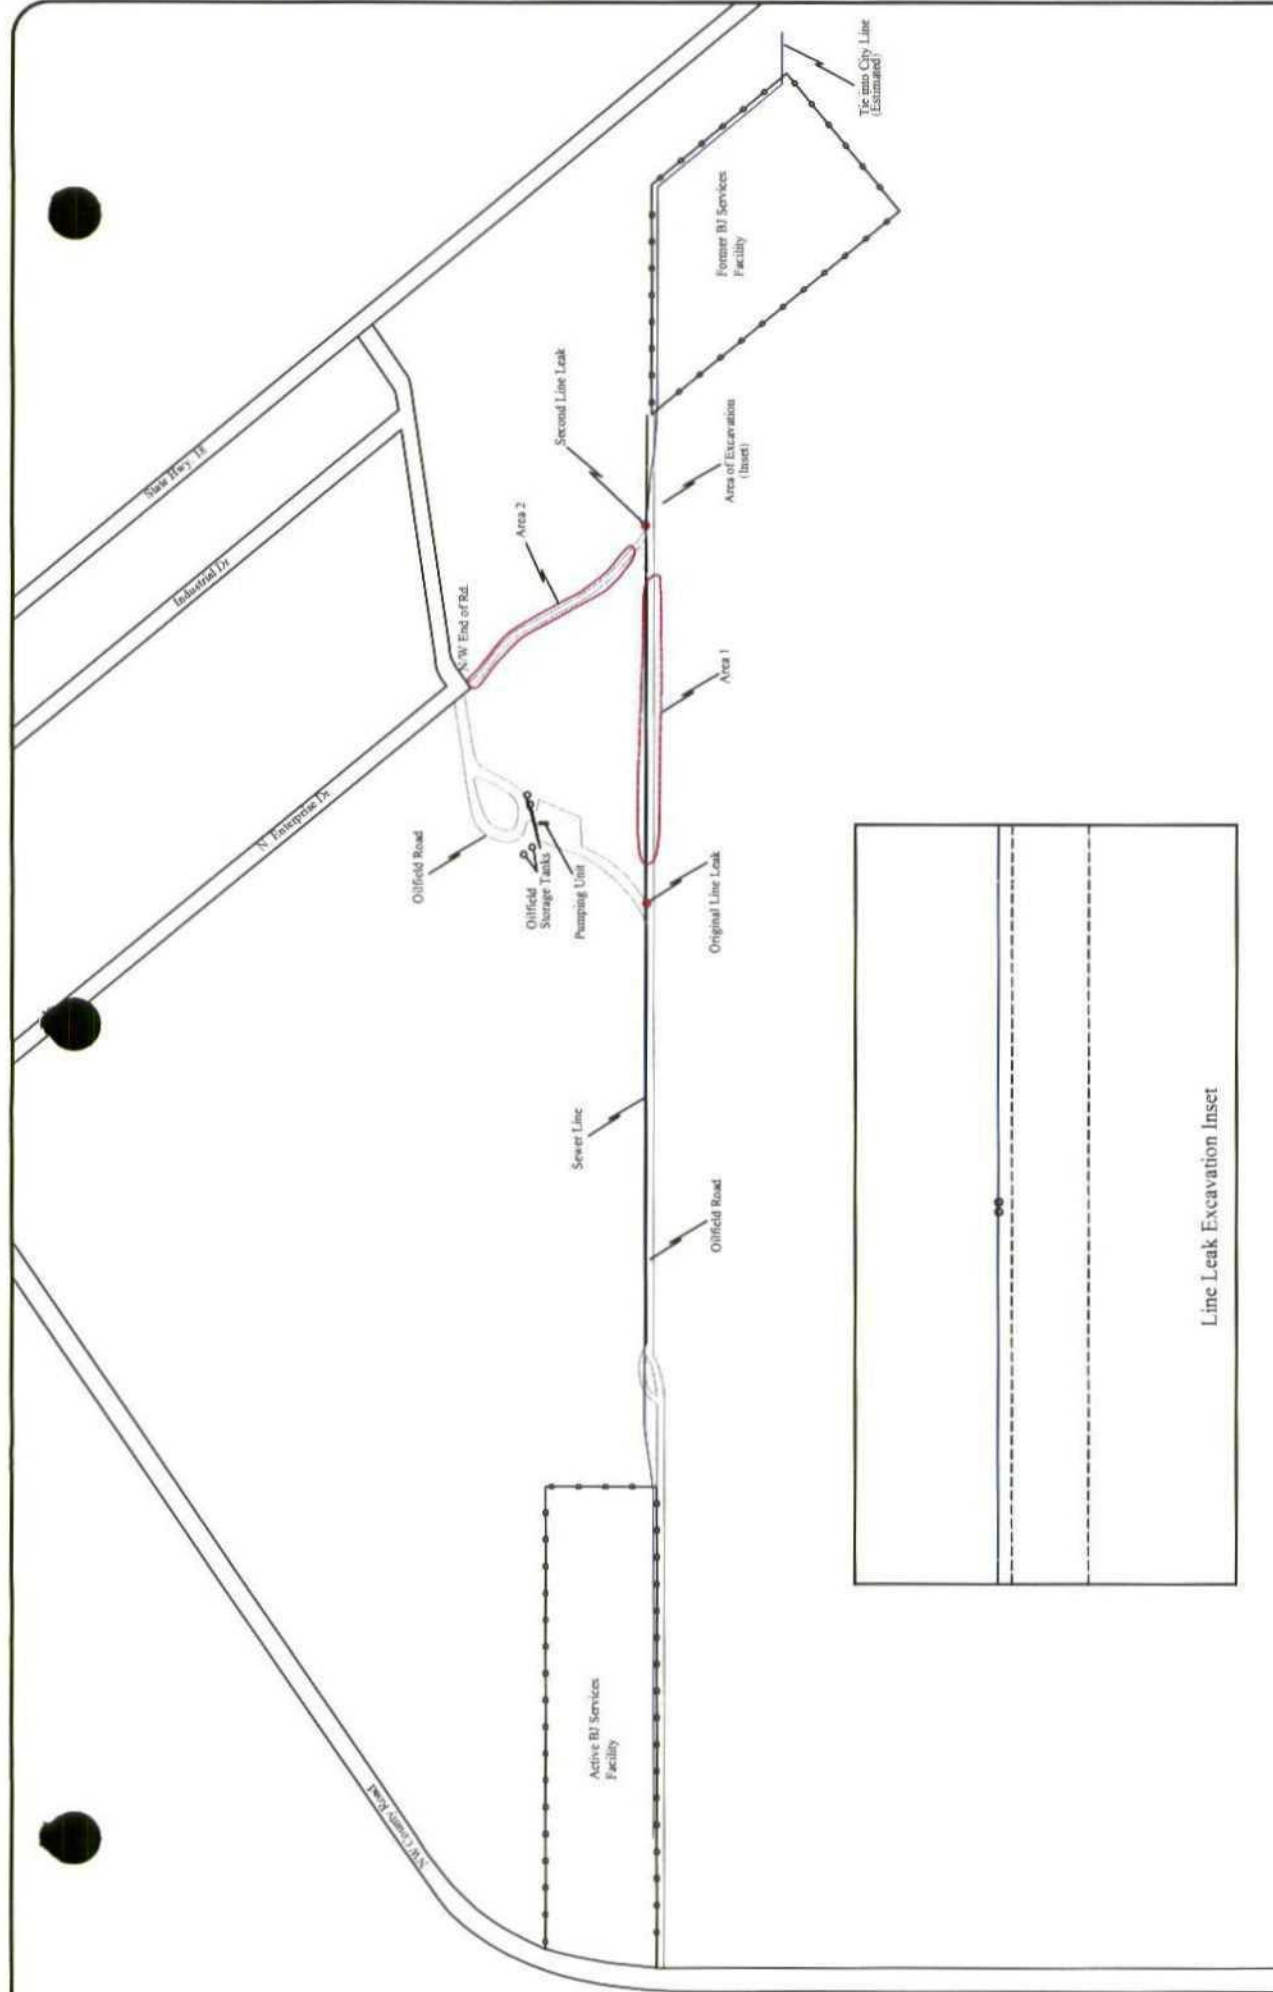 State Hwy. 18
Industrial Dr
N. Enterprise Dr
N/W End of Rd.
Tie into City Line
(Estimated)
Former BJ Services
Facility
Second Line Leak
Area of Excavation
(Inset)
Area 2
Area 1
Oilfield Road
Oilfield
Storage Tanks
Pumping Unit
Original Line Leak
Sewer Line
Oilfield Road
Active BJ Services
Facility
NW County Road
Line Leak Excavation Inset